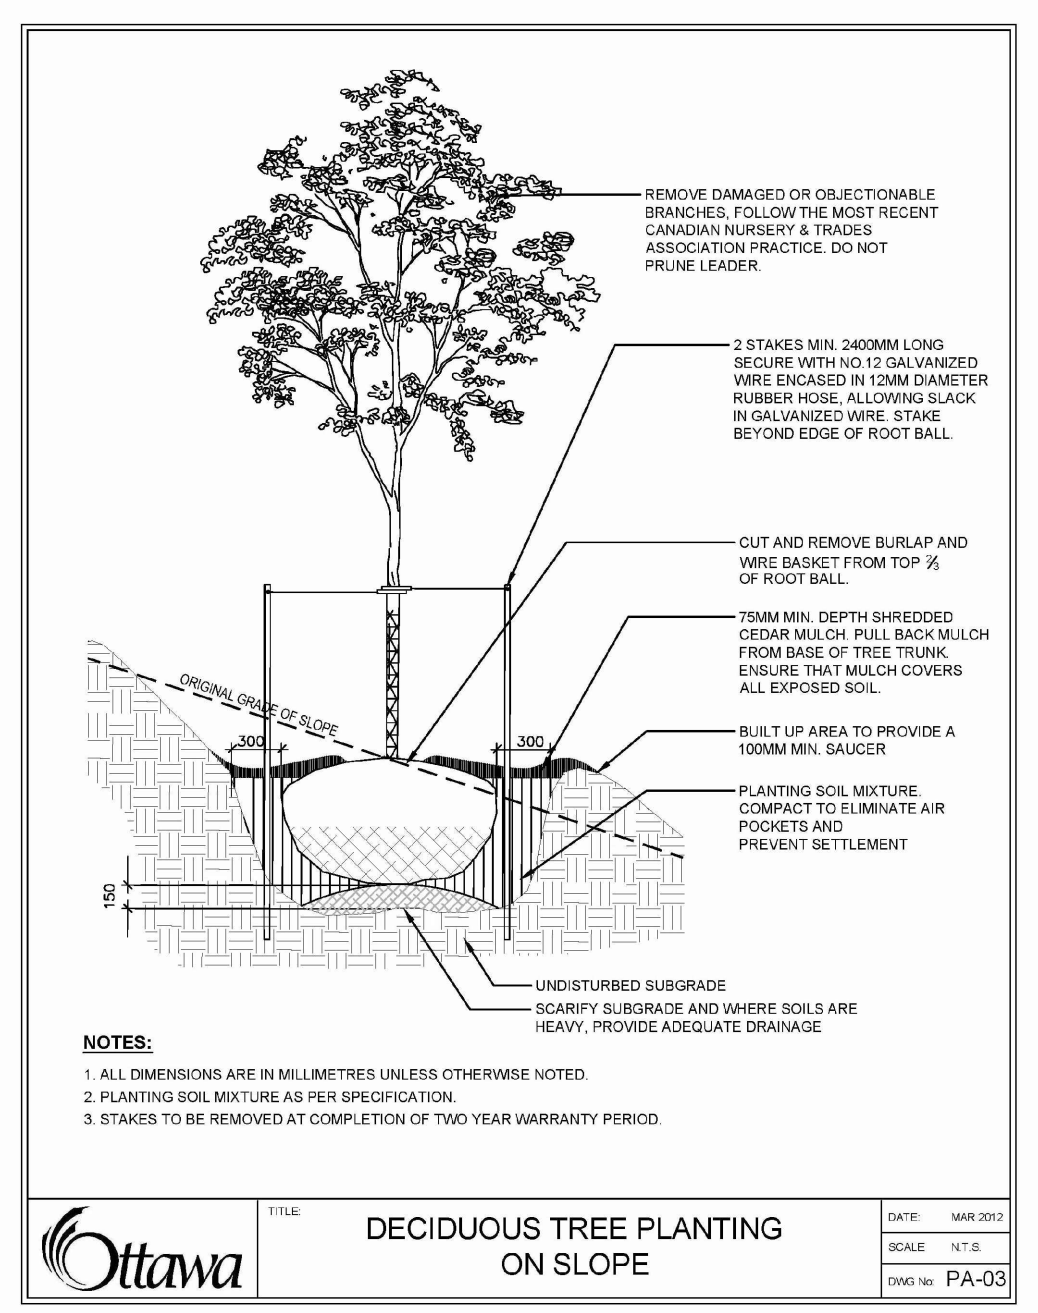 REMOVE DAMAGED OR OBJECTIONABLE
BRANCHES, FOLLOW THE MOST RECENT
CANADIAN NURSERY & TRADES
ASSOCIATION PRACTICE. DO NOT
PRUNE LEADER.
2 STAKES MIN. 2400MM LONG
SECURE WITH NO.12 GALVANIZED
WIRE ENCASED IN 12MM DIAMETER
RUBBER HOSE, ALLOWING SLACK
IN GALVANIZED WIRE. STAKE
BEYOND EDGE OF ROOT BALL.
CUT AND REMOVE BURLAP AND
WIRE BASKET FROM TOP ⅔
OF ROOT BALL.
75MM MIN. DEPTH SHREDDED
CEDAR MULCH. PULL BACK MULCH
FROM BASE OF TREE TRUNK.
ENSURE THAT MULCH COVERS
ALL EXPOSED SOIL.
ORIGINAL GRADE OF SLOPE
300
300
BUILT UP AREA TO PROVIDE A
100MM MIN. SAUCER
PLANTING SOIL MIXTURE.
COMPACT TO ELIMINATE AIR
POCKETS AND
PREVENT SETTLEMENT
150
UNDISTURBED SUBGRADE
SCARIFY SUBGRADE AND WHERE SOILS ARE
HEAVY, PROVIDE ADEQUATE DRAINAGE
NOTES:
1. ALL DIMENSIONS ARE IN MILLIMETRES UNLESS OTHERWISE NOTED.
2. PLANTING SOIL MIXTURE AS PER SPECIFICATION.
3. STAKES TO BE REMOVED AT COMPLETION OF TWO YEAR WARRANTY PERIOD.
Ottawa
TITLE:
DECIDUOUS TREE PLANTING
ON SLOPE
DATE: MAR 2012
SCALE N.T.S.
DWG No: PA-03